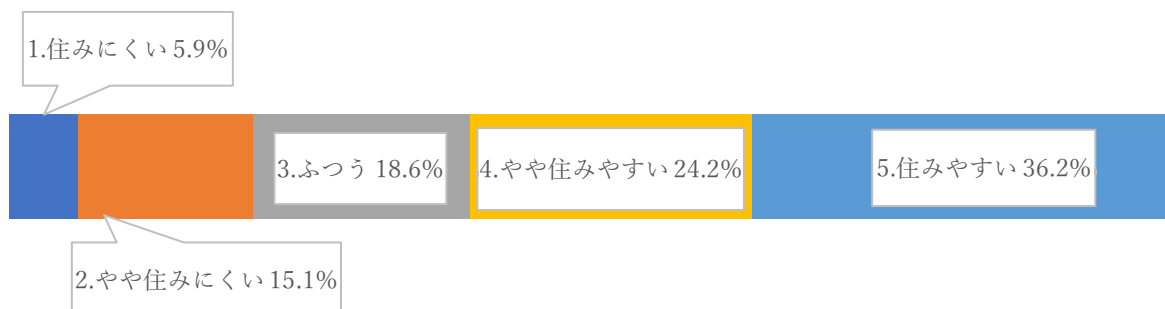 1.住みにくい 5.9%
2.やや住みにくい 15.1%
3.ふつう 18.6%
4.やや住みやすい 24.2%
5.住みやすい 36.2%